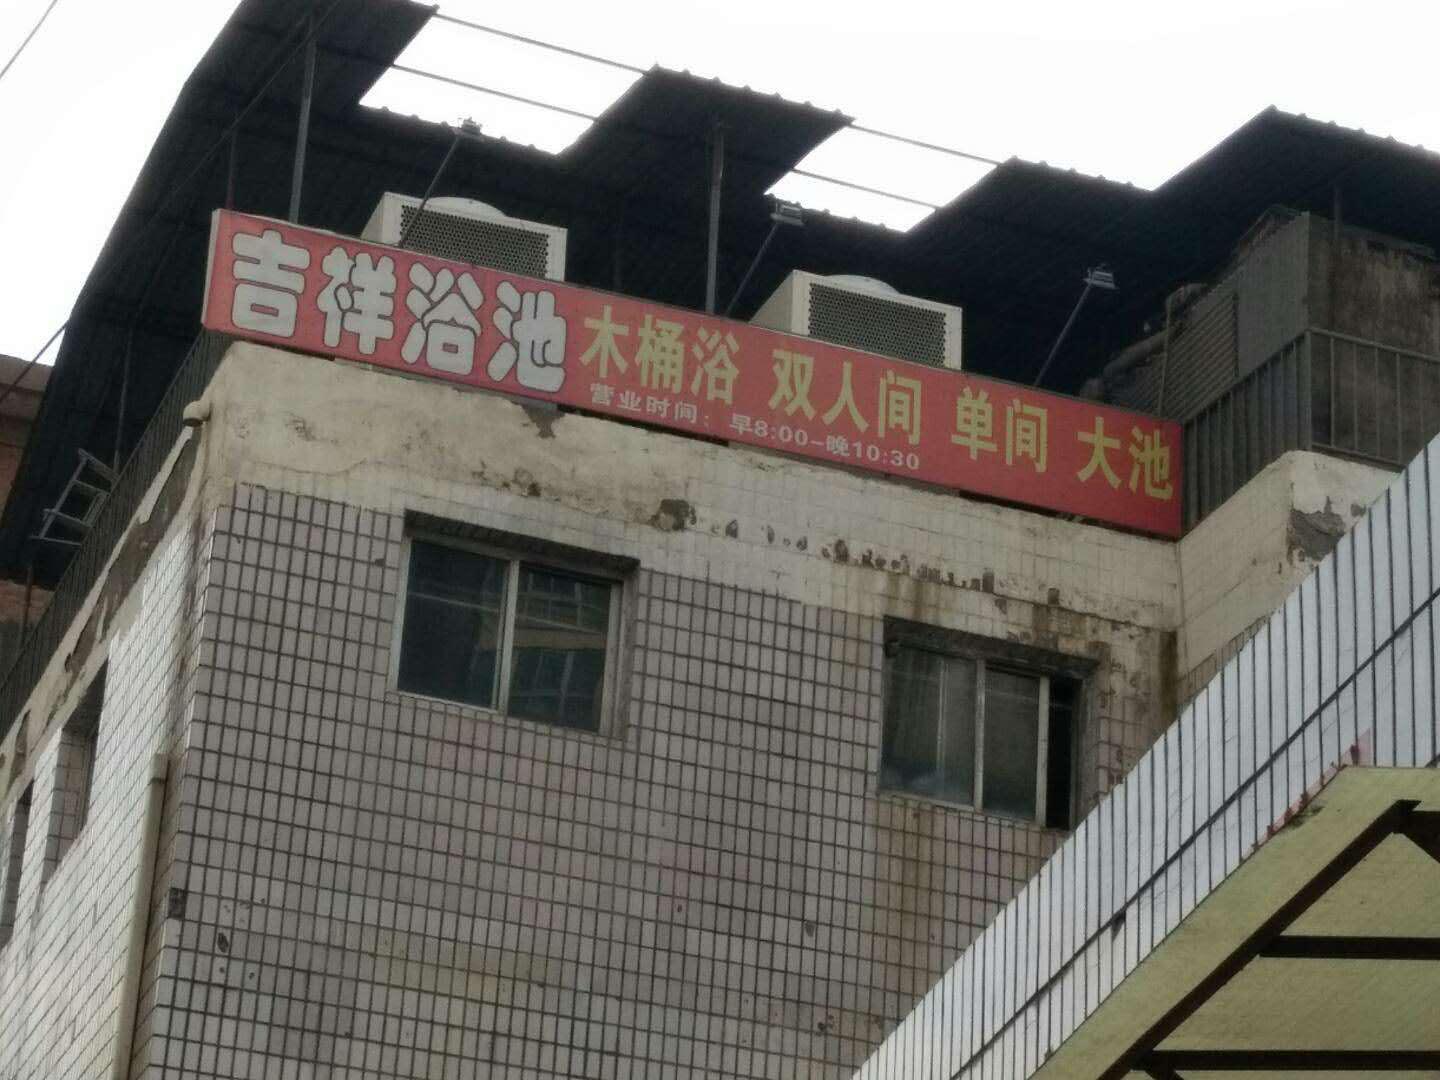 吉祥浴池 木桶浴 双人间 单间 大池
营业时间：早8:00-晚10:30